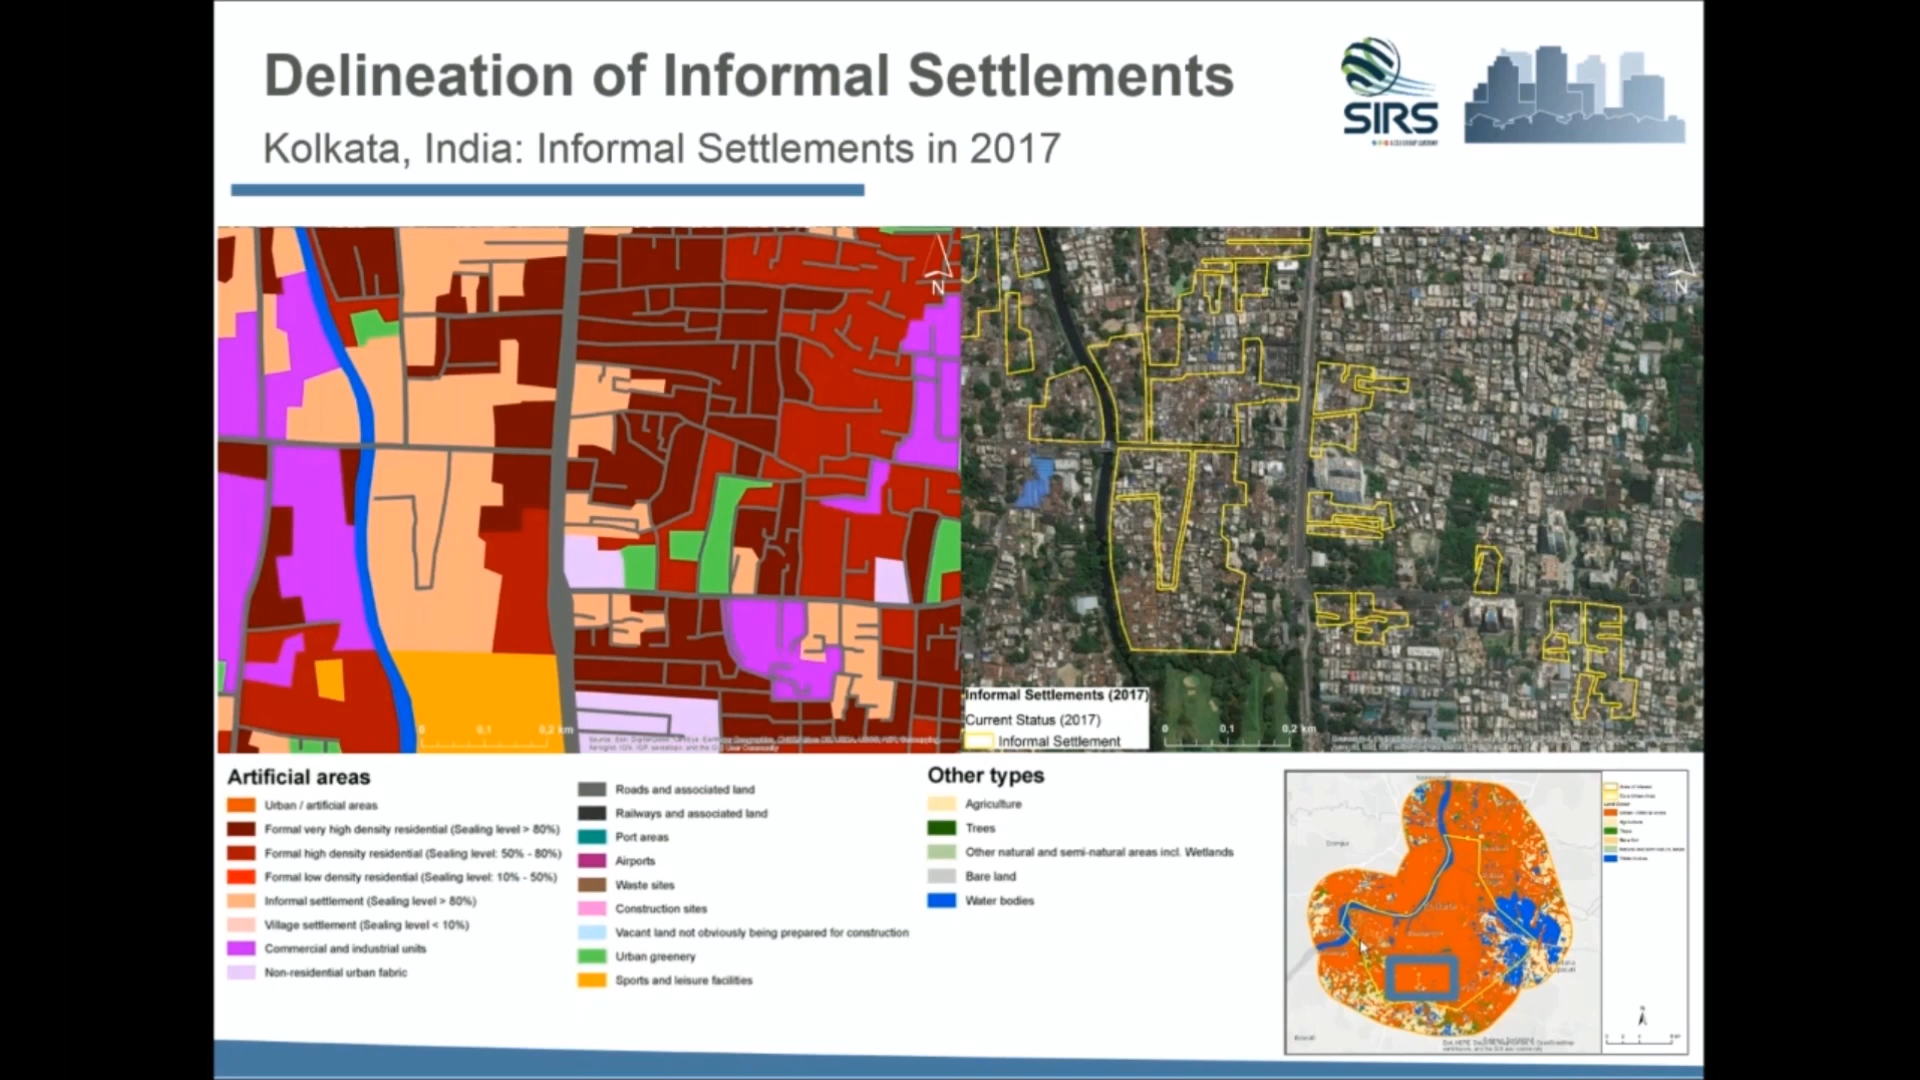 Delineation of Informal Settlements
Kolkata, India: Informal Settlements in 2017
SIRS
N
N
0 0,1 0,2 km
Informal Settlements (2017)
Current Status (2017)
Informal Settlement
0 0,1 0,2 km
Artificial areas
Urban / artificial areas
Formal very high density residential (Sealing level > 80%)
Formal high density residential (Sealing level: 50% - 80%)
Formal low density residential (Sealing level: 10% - 50%)
Informal settlement (Sealing level > 80%)
Village settlement (Sealing level < 10%)
Commercial and industrial units
Non-residential urban fabric
Roads and associated land
Railways and associated land
Port areas
Airports
Waste sites
Construction sites
Vacant land not obviously being prepared for construction
Urban greenery
Sports and leisure facilities
Other types
Agriculture
Trees
Other natural and semi-natural areas incl. Wetlands
Bare land
Water bodies